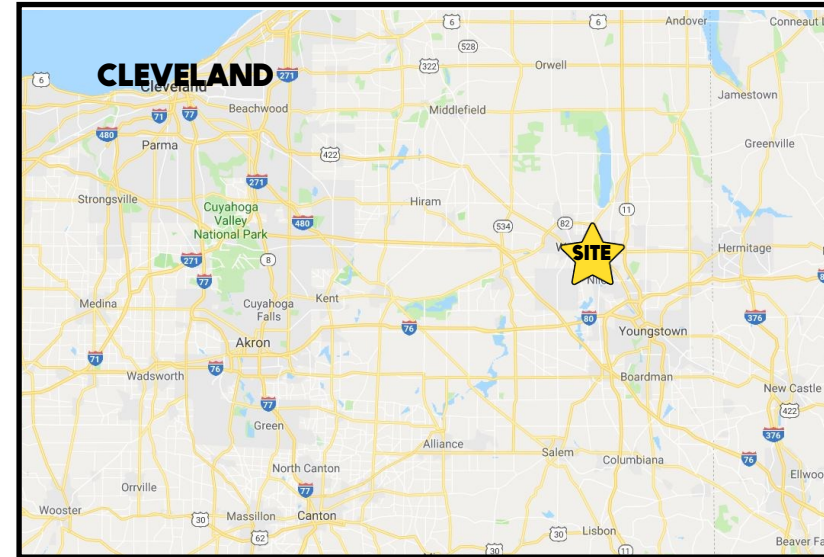 6
6
Andover
Conneaut L
528
322
Orwell
CLEVELAND
271
6
Cleveland
Jamestown
71
77
Beachwood
Middlefield
480
Parma
422
Greenville
271
Strongsville
Cuyahoga
Valley
National Park
Hiram
11
480
534
82
W
SITE
Hermitage
271
8
77
Nile
80
376
Medina
Cuyahoga
Falls
Kent
76
Youngstown
Akron
71
76
Wadsworth
Boardman
New Castle
77
422
Green
376
Alliance
Salem
Columbiana
76
North Canton
Ellwoo
Orrville
77
Wooster
30
Massillon
Canton
62
30
Lisbon
30
11
Beaver Fa